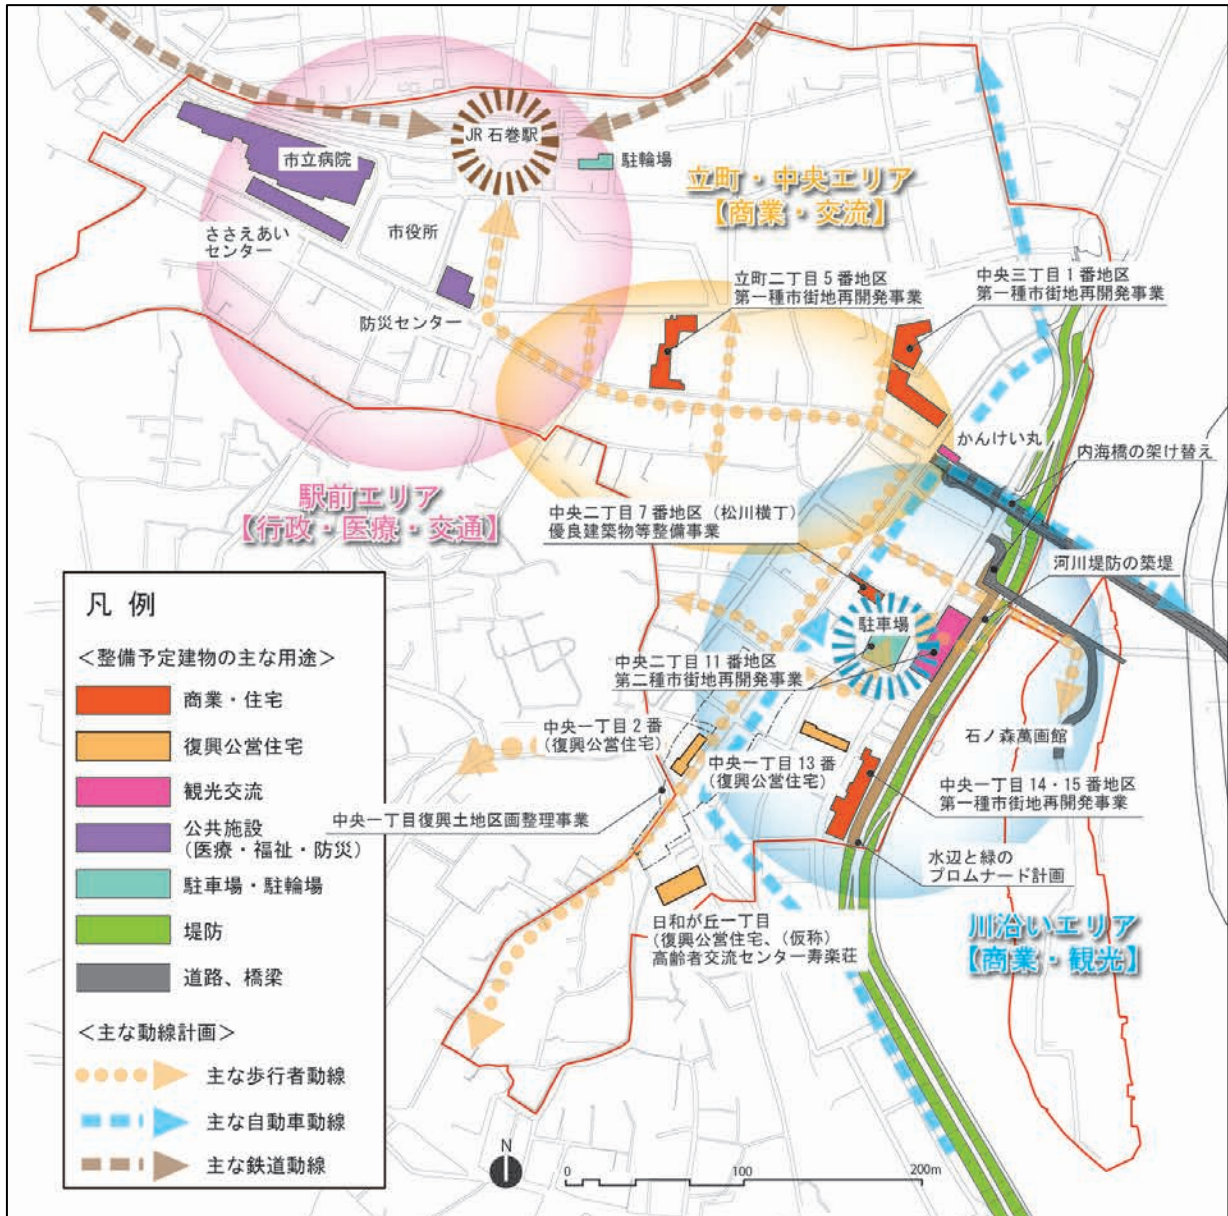 JR 石巻駅
市立病院
駐輪場
立町・中央エリア
【商業・交流】
ささえあい
センター
市役所
立町二丁目 5 番地区
第一種市街地再開発事業
中央三丁目 1 番地区
第一種市街地再開発事業
防災センター
かんけい丸
内海橋の架け替え
駅前エリア
【行政・医療・交通】
中央二丁目 7 番地区（松川横丁）
優良建築物等整備事業
河川堤防の築堤
駐車場
中央二丁目 11 番地区
第二種市街地再開発事業
中央一丁目 2 番
(復興公営住宅)
石ノ森萬画館
中央一丁目 13 番
(復興公営住宅)
中央一丁目 14・15 番地区
第一種市街地再開発事業
中央一丁目復興土地区画整理事業
水辺と緑の
プロムナード計画
日和が丘一丁目
(復興公営住宅、(仮称)
高齢者交流センター寿楽荘
川沿いエリア
【商業・観光】
凡 例
＜整備予定建物の主な用途＞
商業・住宅
復興公営住宅
観光交流
公共施設
(医療・福祉・防災)
駐車場・駐輪場
堤防
道路、橋梁
＜主な動線計画＞
主な歩行者動線
主な自動車動線
主な鉄道動線
N
0 100 200m